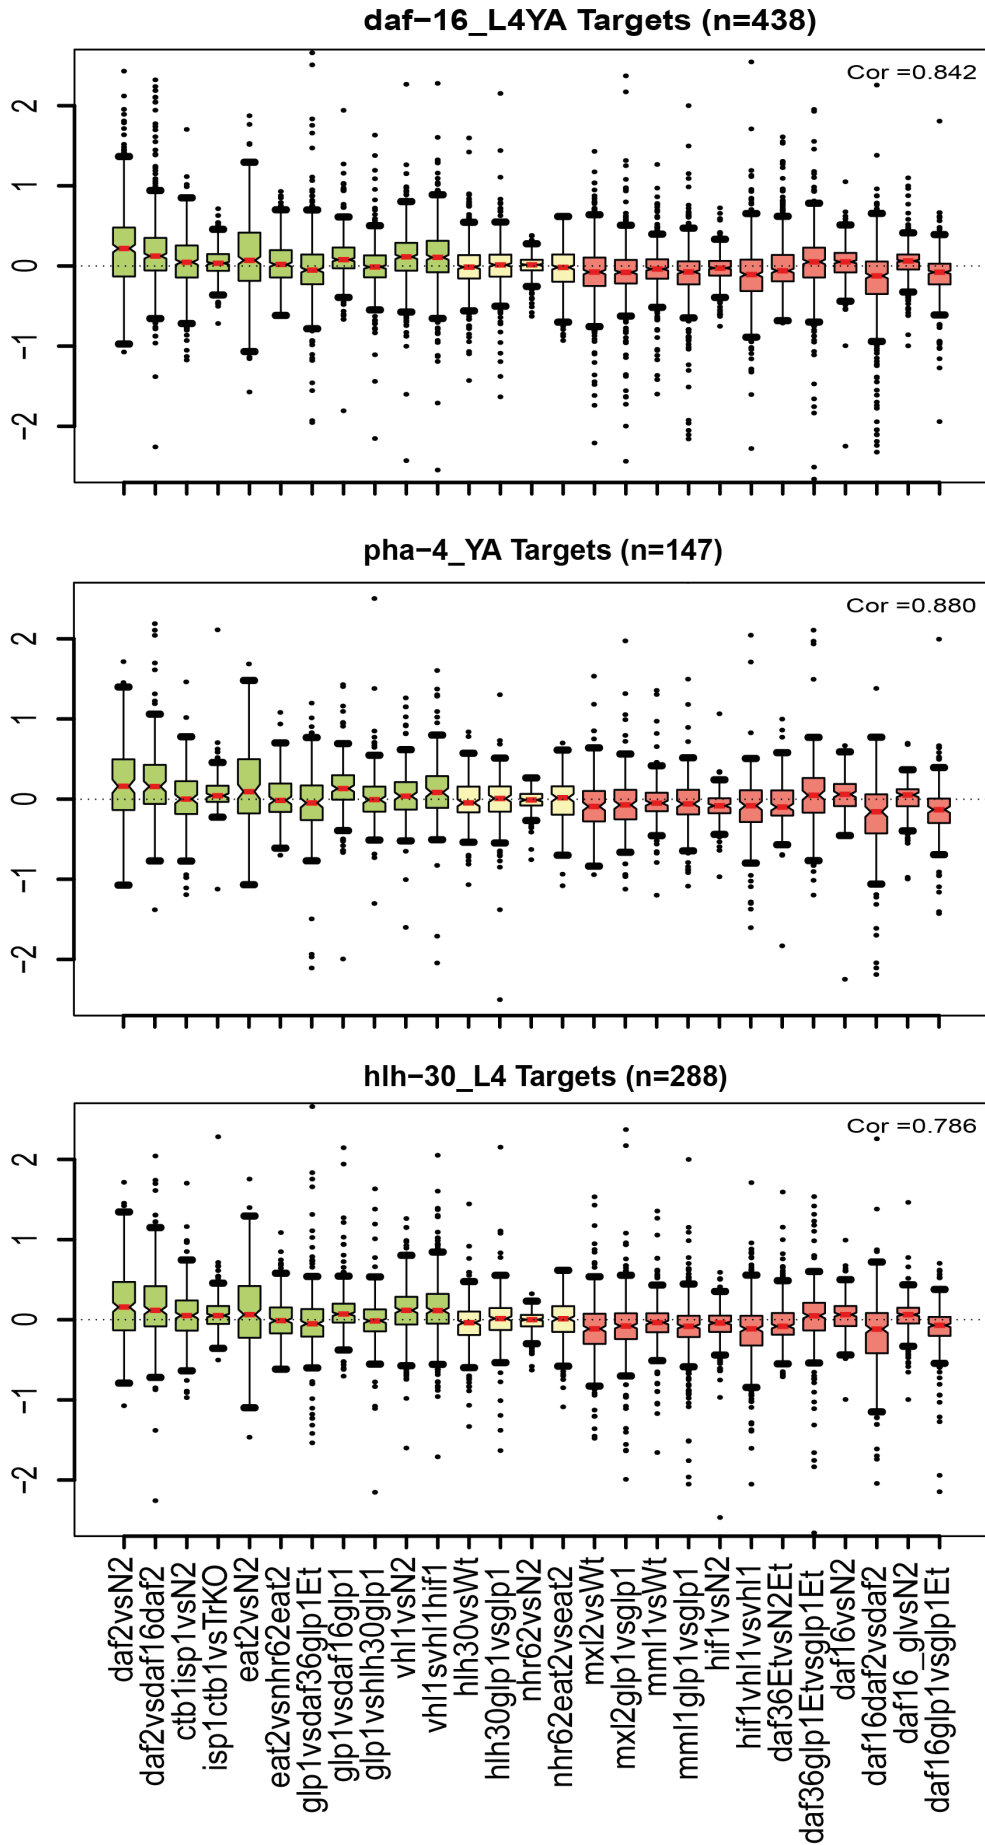 daf−16_L4YA Targets (n=438)
Cor =0.842
2
1
0
−1
−2
pha−4_YA Targets (n=147)
Cor =0.880
2
1
0
−1
−2
hlh−30_L4 Targets (n=288)
Cor =0.786
2
1
0
−1
−2
daf2vsN2
daf2vsdaf16daf2
ctb1isp1vsN2
isp1ctb1vsTrKO
eat2vsN2
eat2vsnhr62eat2
glp1vsdaf36glp1Et
glp1vsdaf16glp1
glp1vshlh30glp1
vhl1vsN2
vhl1svhl1hif1
hlh30vsWt
hlh30glp1vsglp1
nhr62vsN2
nhr62eat2vseat2
mxl2vsWt
mxl2glp1vsglp1
mml1vsWt
mml1glp1vsglp1
hif1vsN2
hif1vhl1vsvhl1
daf36EtvsN2Et
daf36glp1Etvsglp1Et
daf16vsN2
daf16daf2vsdaf2
daf16_glvsN2
daf16glp1vsglp1Et